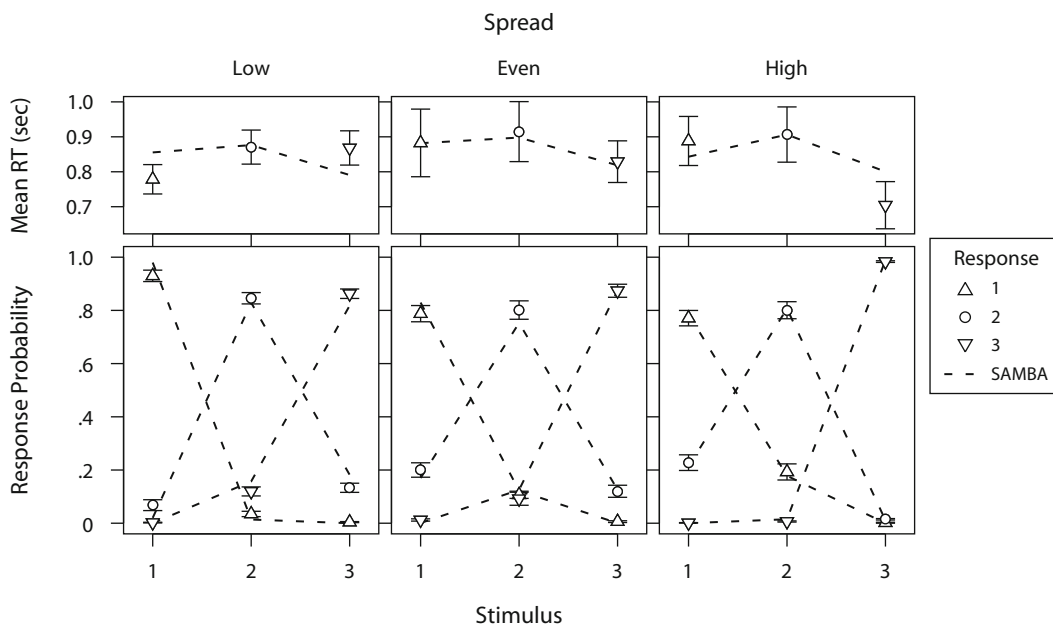 Spread
Low Even High
Mean RT (sec)
1.0
0.9
0.8
0.7
Response Probability
1.0
.8
.6
.4
.2
0
1 2 3 1 2 3 1 2 3
Stimulus
Response
1
2
3
SAMBA